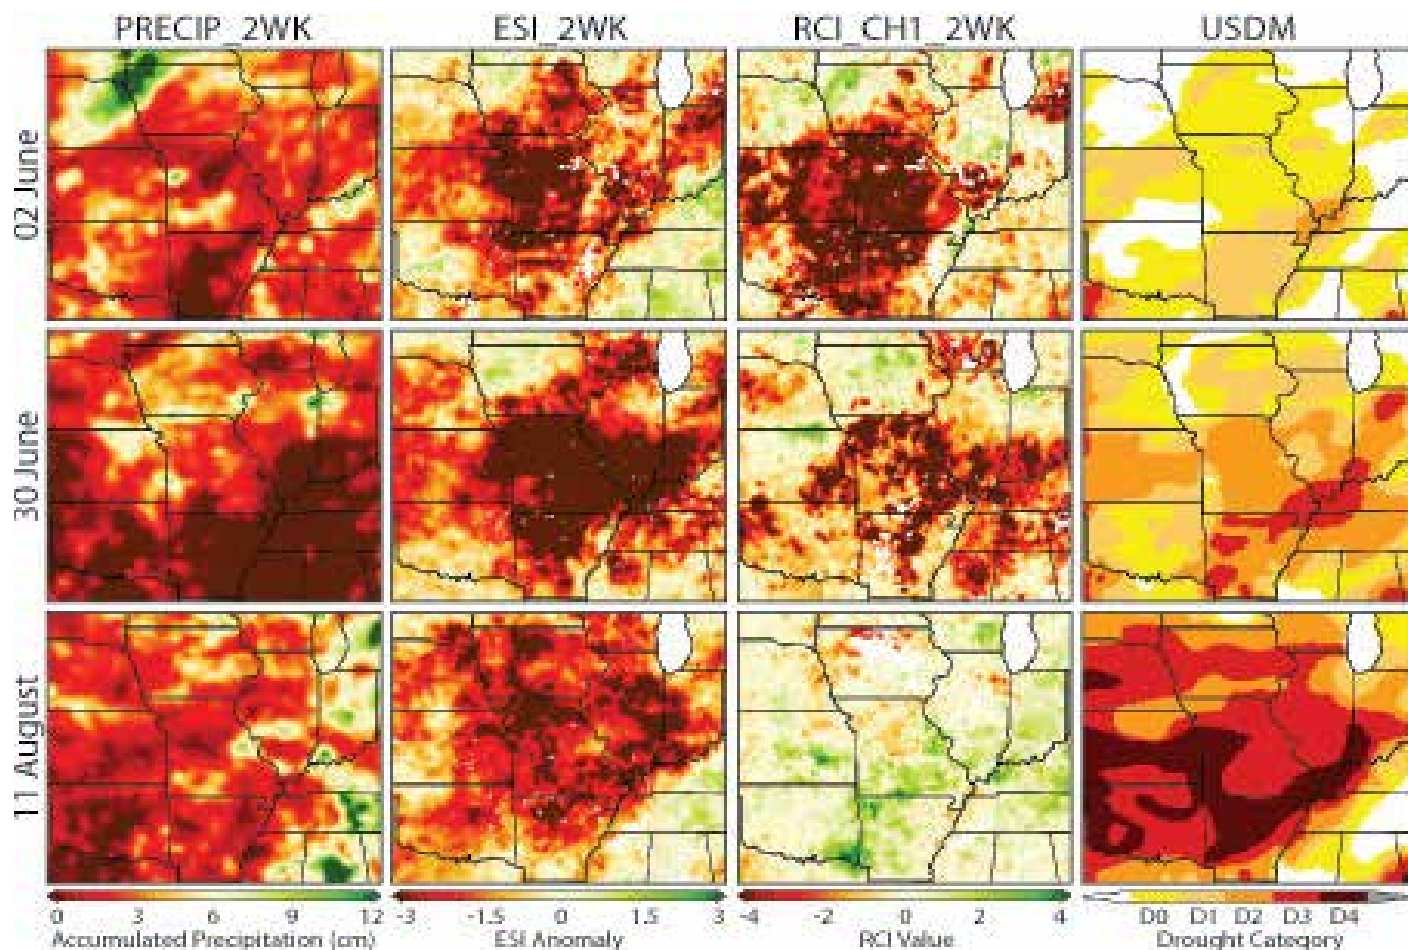 PRECIP_2WK ESI_2WK RCI_CH1_2WK USDM
02 June
30 June
11 August
0 3 6 9 12 -3 -1.5 0 1.5 3 -4 -2 0 2 4 D0 D1 D2 D3 D4
Accumulated Precipitation (cm) ESI Anomaly RCI Value Drought Category